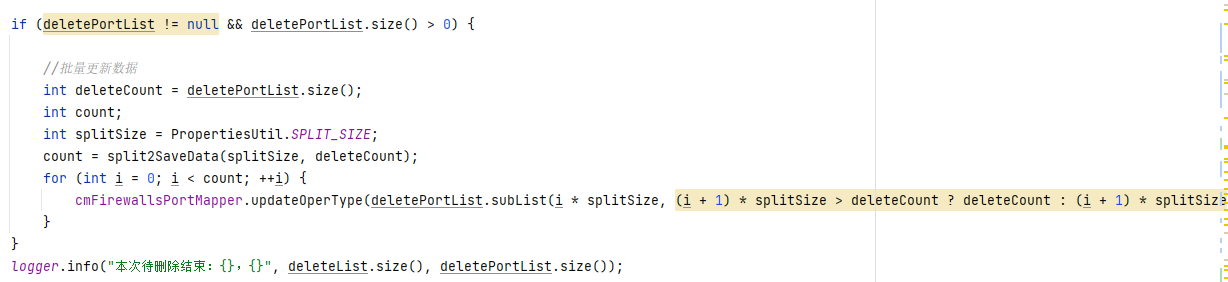 if (deletePortList != null && deletePortList.size() > 0) {
//批量更新数据
int deleteCount = deletePortList.size();
int count;
int splitSize = PropertiesUtil.SPLIT_SIZE;
count = split2SaveData(splitSize, deleteCount);
for (int i = 0; i < count; ++i) {
cmFirewallsPortMapper.updateOperType(deletePortList.subList(i * splitSize, (i + 1) * splitSize > deleteCount ? deleteCount : (i + 1) * splitSize
}
}
logger.info("本次待删除结束: {}, {}", deleteList.size(), deletePortList.size());